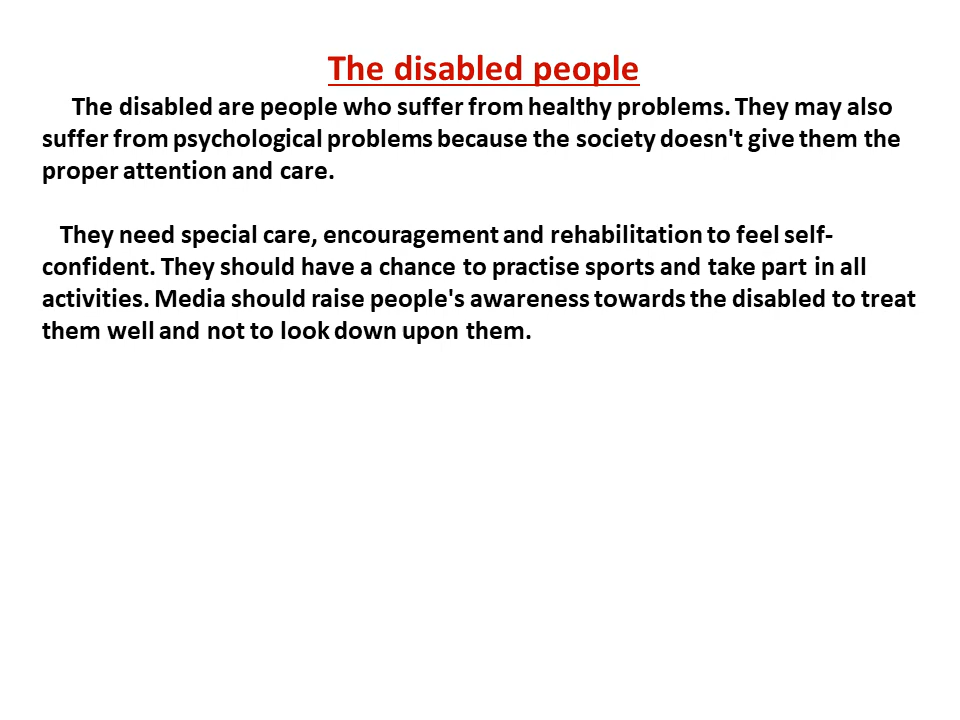 The disabled people
The disabled are people who suffer from healthy problems. They may also
suffer from psychological problems because the society doesn't give them the
proper attention and care.
They need special care, encouragement and rehabilitation to feel self-
confident. They should have a chance to practise sports and take part in all
activities. Media should raise people's awareness towards the disabled to treat
them well and not to look down upon them.